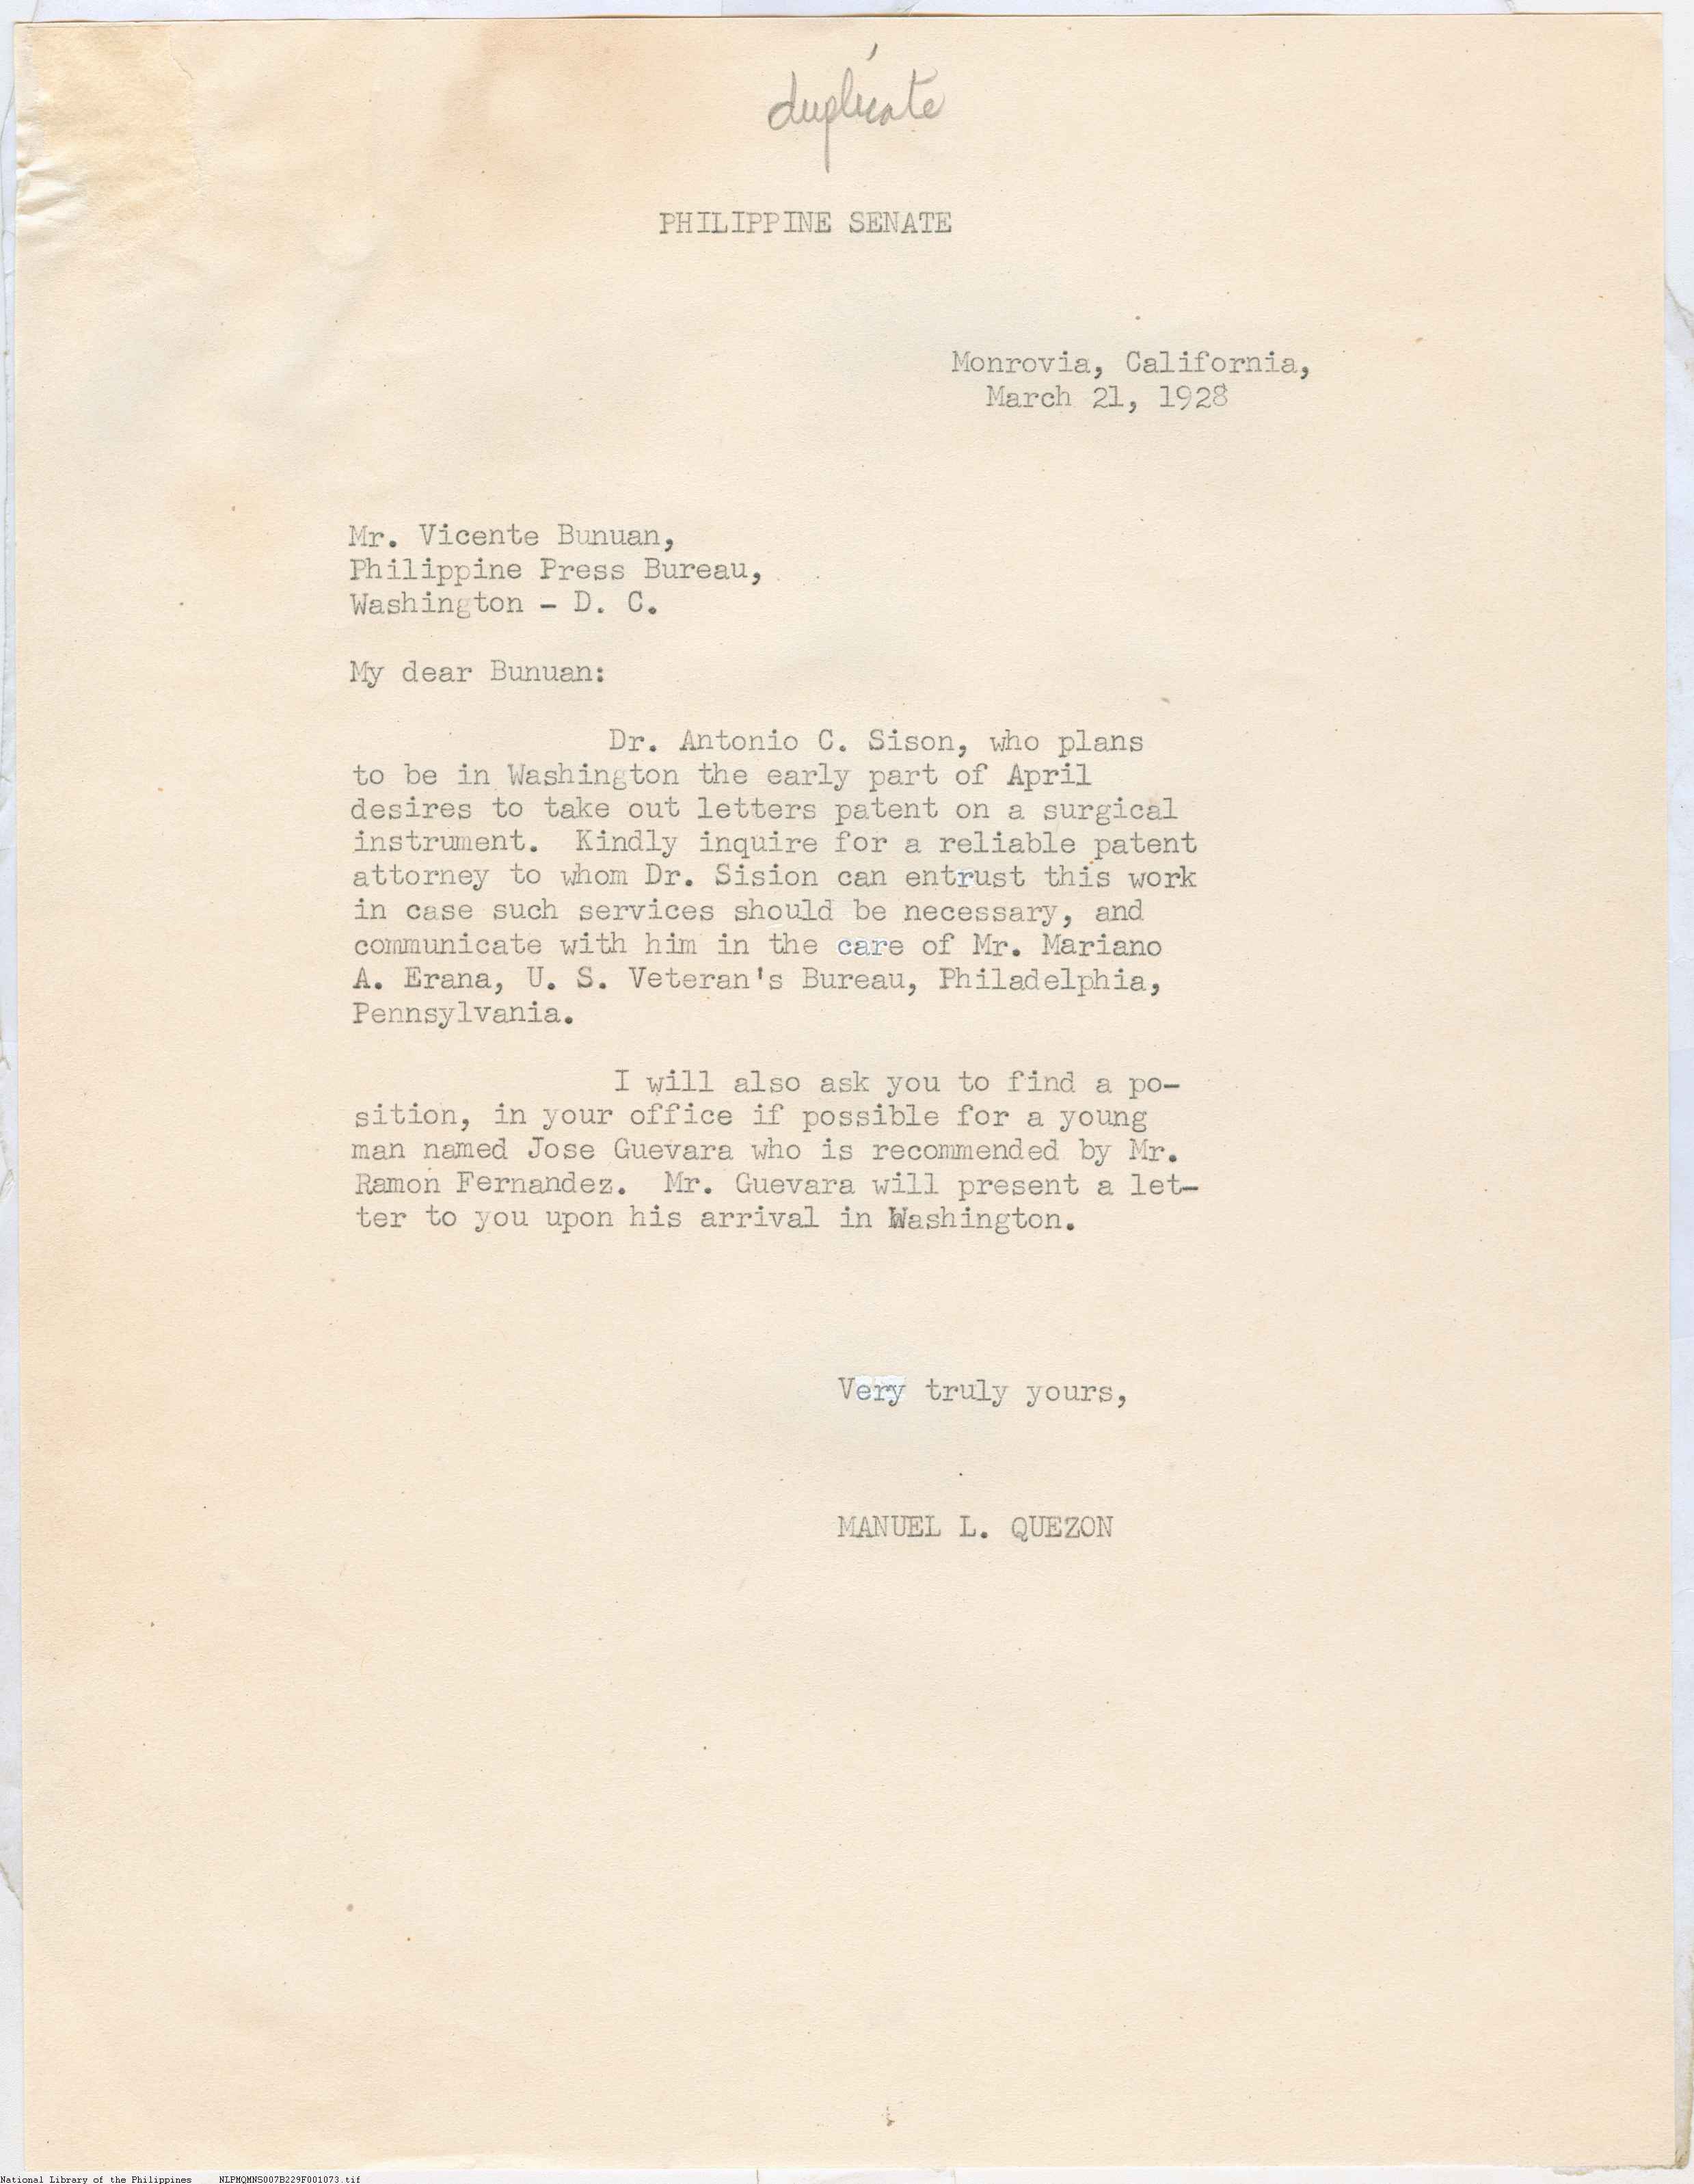 duplicate
PHILIPPINE SENATE
Monrovia, California,
March 21, 1928
Mr. Vicente Bunuan,
Philippine Press Bureau,
Washington - D. C.
My dear Bunuan:
Dr. Antonio C. Sison, who plans
to be in Washington the early part of April
desires to take out letters patent on a surgical
instrument. Kindly inquire for a reliable patent
attorney to whom Dr. Sision can entrust this work
in case such services should be necessary, and
communicate with him in the care of Mr. Mariano
A. Erana, U. S. Veteran's Bureau, Philadelphia,
Pennsylvania.
I will also ask you to find a po-
sition, in your office if possible for a young
man named Jose Guevara who is recommended by Mr.
Ramon Fernandez. Mr. Guevara will present a let-
ter to you upon his arrival in Washington.
Very truly yours,
MANUEL L. QUEZON
National Library of the Philippines NLPMQMNS007B229F001073.tif